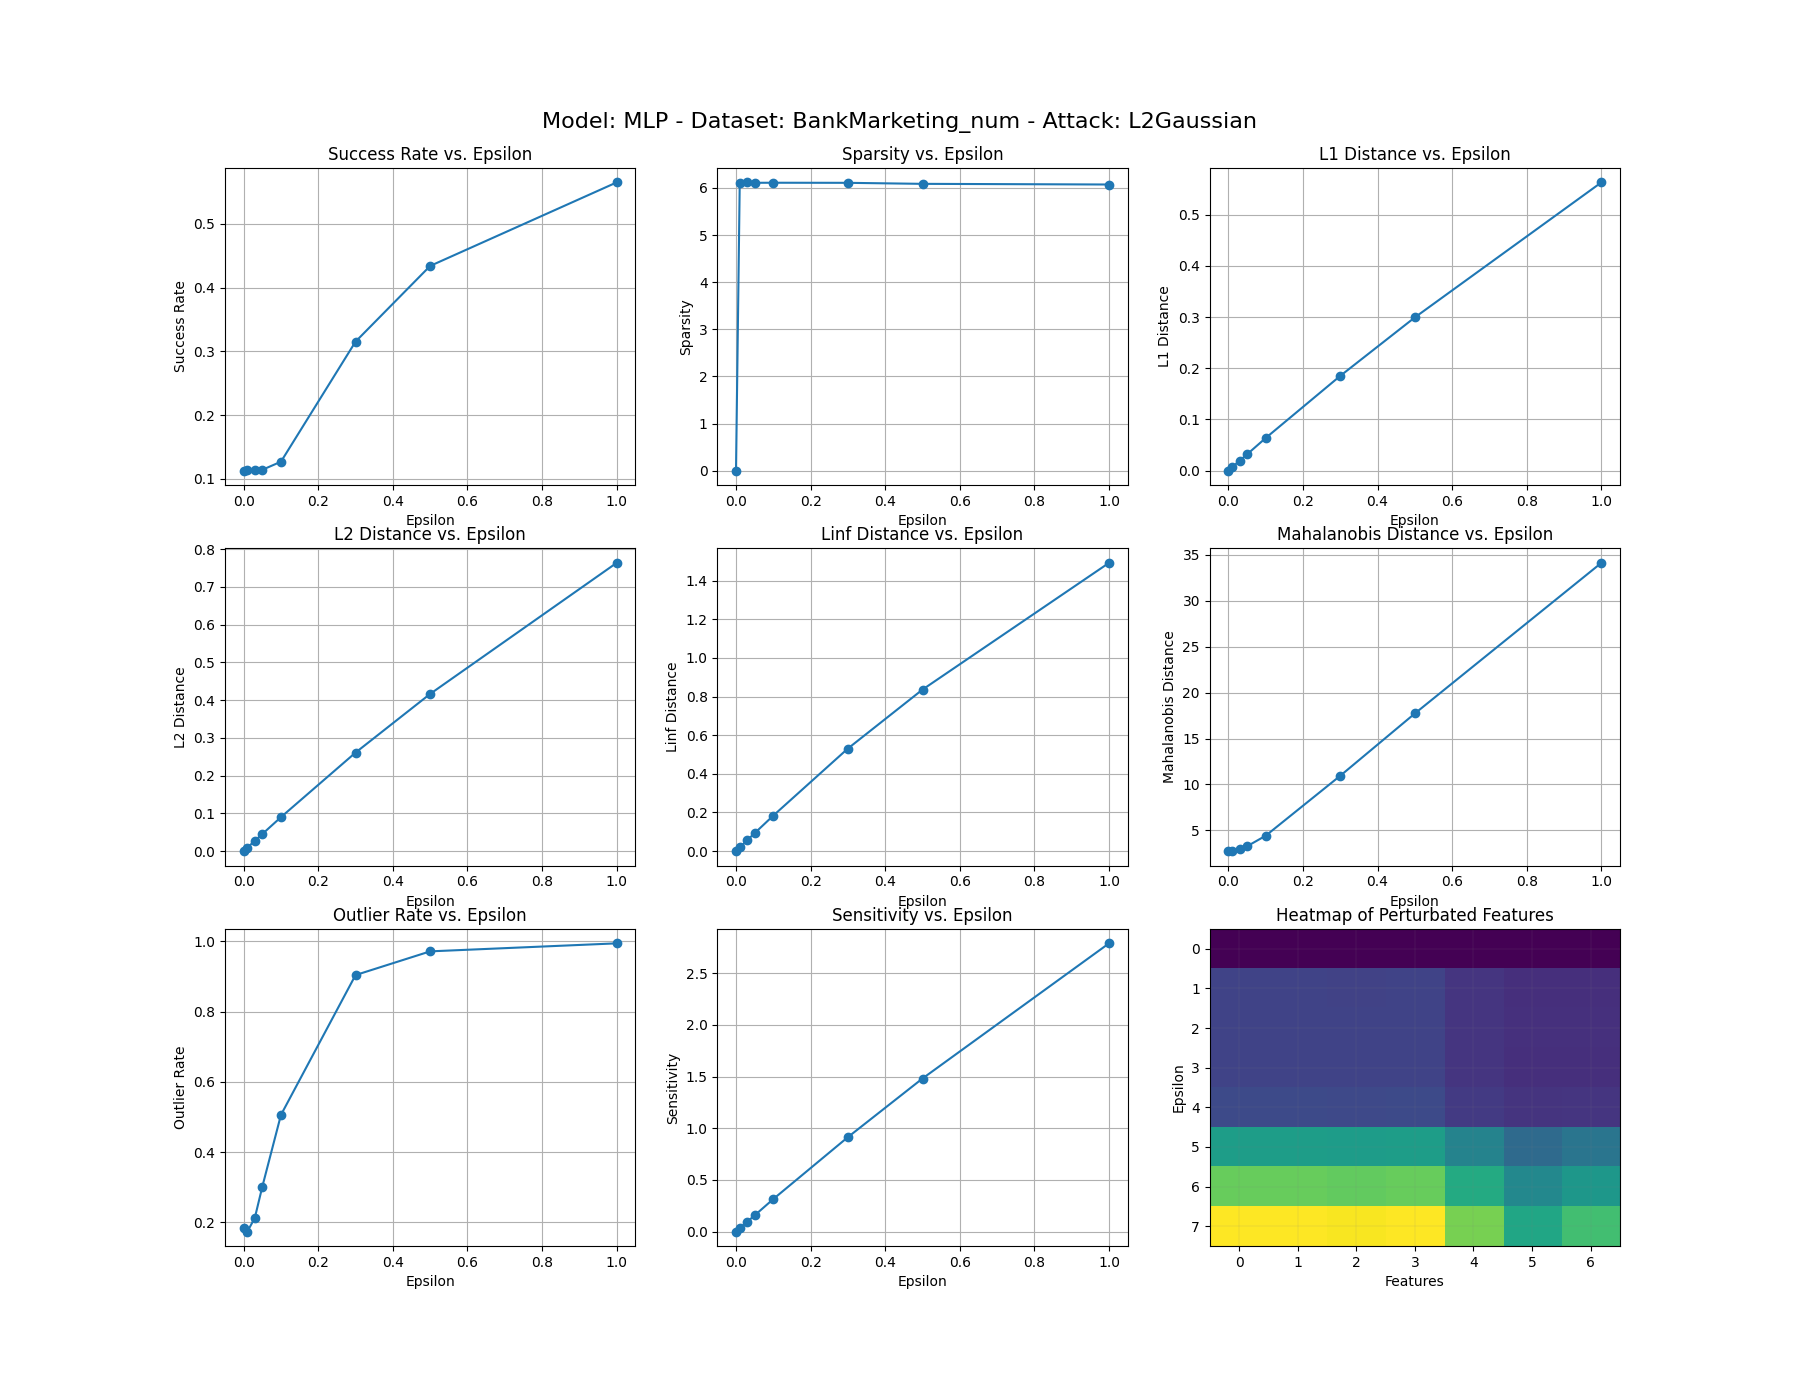 Model: MLP - Dataset: BankMarketing_num - Attack: L2Gaussian
Success Rate vs. Epsilon
Success Rate
0.5
0.4
0.3
0.2
0.1
0.0 0.2 0.4 0.6 0.8 1.0
Epsilon
Sparsity vs. Epsilon
Sparsity
6
5
4
3
2
1
0
0.0 0.2 0.4 0.6 0.8 1.0
Epsilon
L1 Distance vs. Epsilon
L1 Distance
0.5
0.4
0.3
0.2
0.1
0.0
0.0 0.2 0.4 0.6 0.8 1.0
Epsilon
L2 Distance vs. Epsilon
L2 Distance
0.8
0.7
0.6
0.5
0.4
0.3
0.2
0.1
0.0
0.0 0.2 0.4 0.6 0.8 1.0
Epsilon
Linf Distance vs. Epsilon
Linf Distance
1.4
1.2
1.0
0.8
0.6
0.4
0.2
0.0
0.0 0.2 0.4 0.6 0.8 1.0
Epsilon
Mahalanobis Distance vs. Epsilon
Mahalanobis Distance
35
30
25
20
15
10
5
0.0 0.2 0.4 0.6 0.8 1.0
Epsilon
Outlier Rate vs. Epsilon
Outlier Rate
1.0
0.8
0.6
0.4
0.2
0.0 0.2 0.4 0.6 0.8 1.0
Epsilon
Sensitivity vs. Epsilon
Sensitivity
2.5
2.0
1.5
1.0
0.5
0.0
0.0 0.2 0.4 0.6 0.8 1.0
Epsilon
Heatmap of Perturbated Features
Epsilon
0
1
2
3
4
5
6
7
0 1 2 3 4 5 6
Features